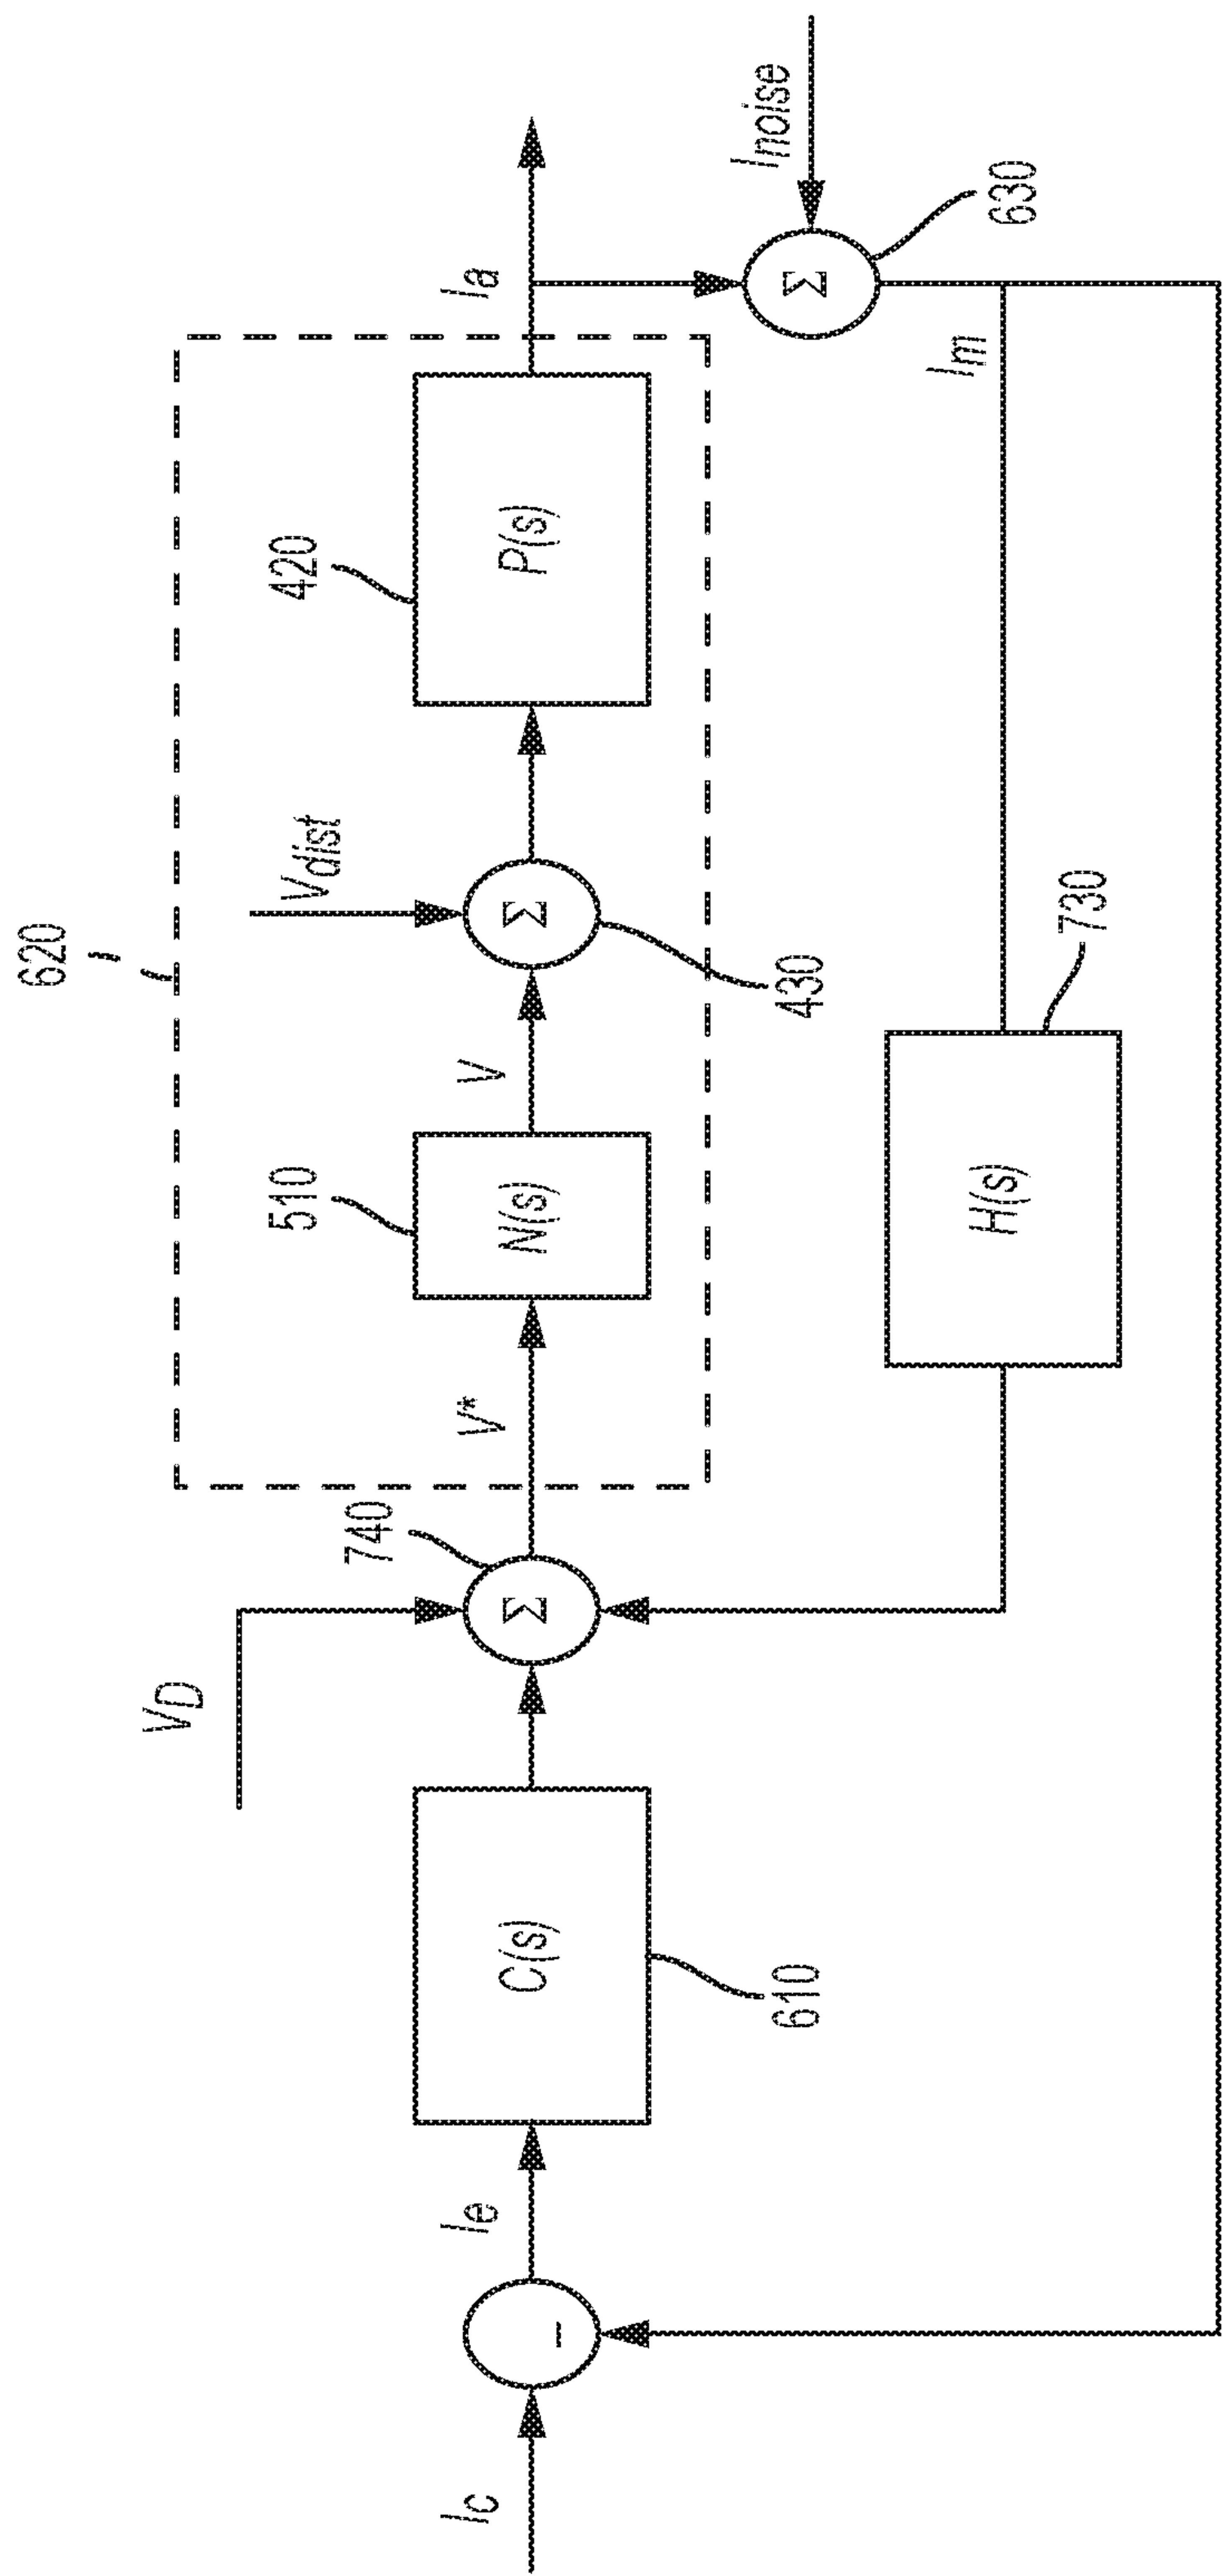 I_c
-
I_e
C(s)
610
V_D
740
Σ
V*
620
510
N(s)
V
V_dist
Σ
430
420
P(s)
I_a
I_noise
Σ
630
I_m
H(s)
730